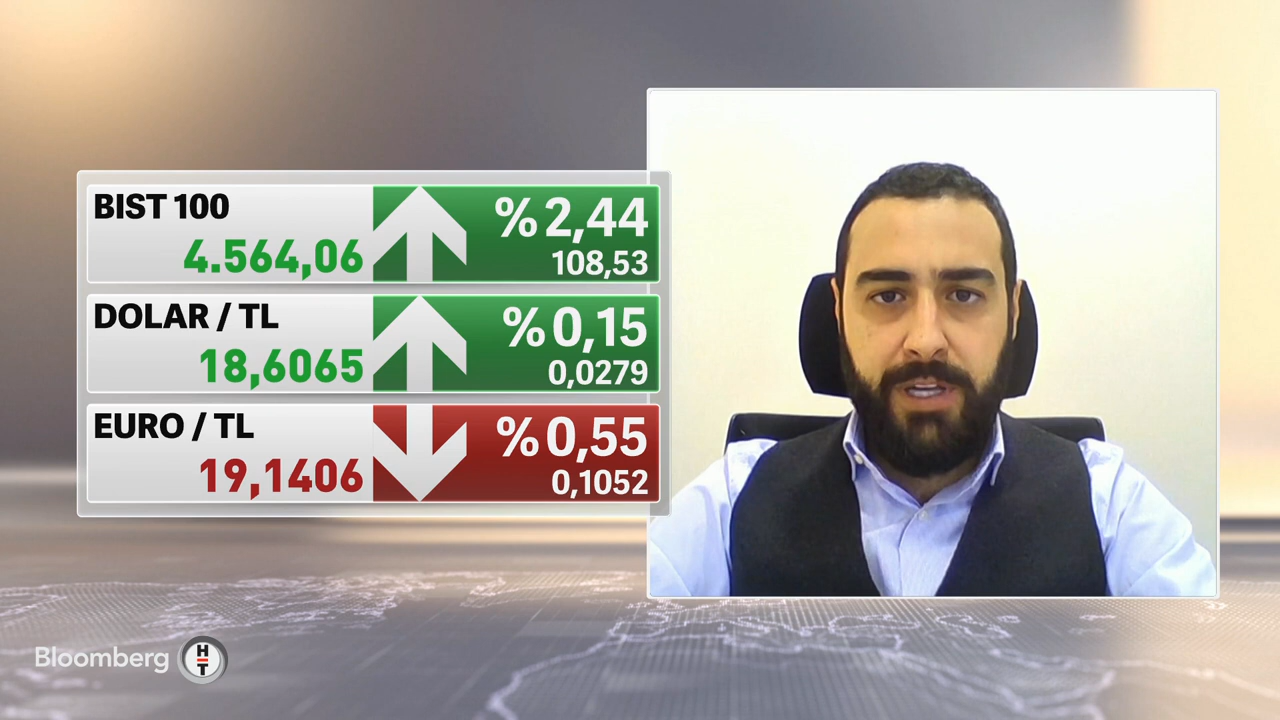 BIST 100
4.564,06
%2,44
108,53
DOLAR / TL
18,6065
%0,15
0,0279
EURO / TL
19,1406
%0,55
0,1052
Bloomberg HT